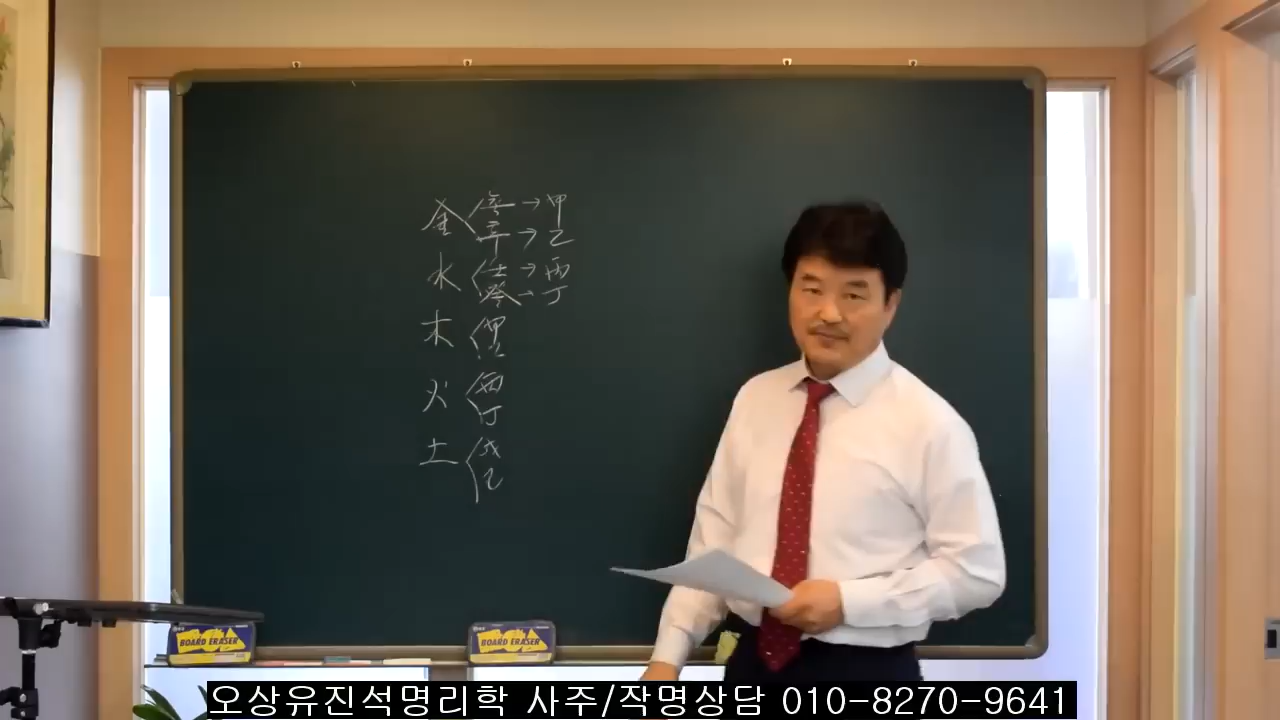 金 庚 → 甲
辛 → 乙
水 壬 → 丙
癸 → 丁
木 甲
乙
火 丙
丁
土 戊
己
BOARD ERASER
BOARD ERASER
오상유진석명리학 사주/작명상담 010-8270-9641